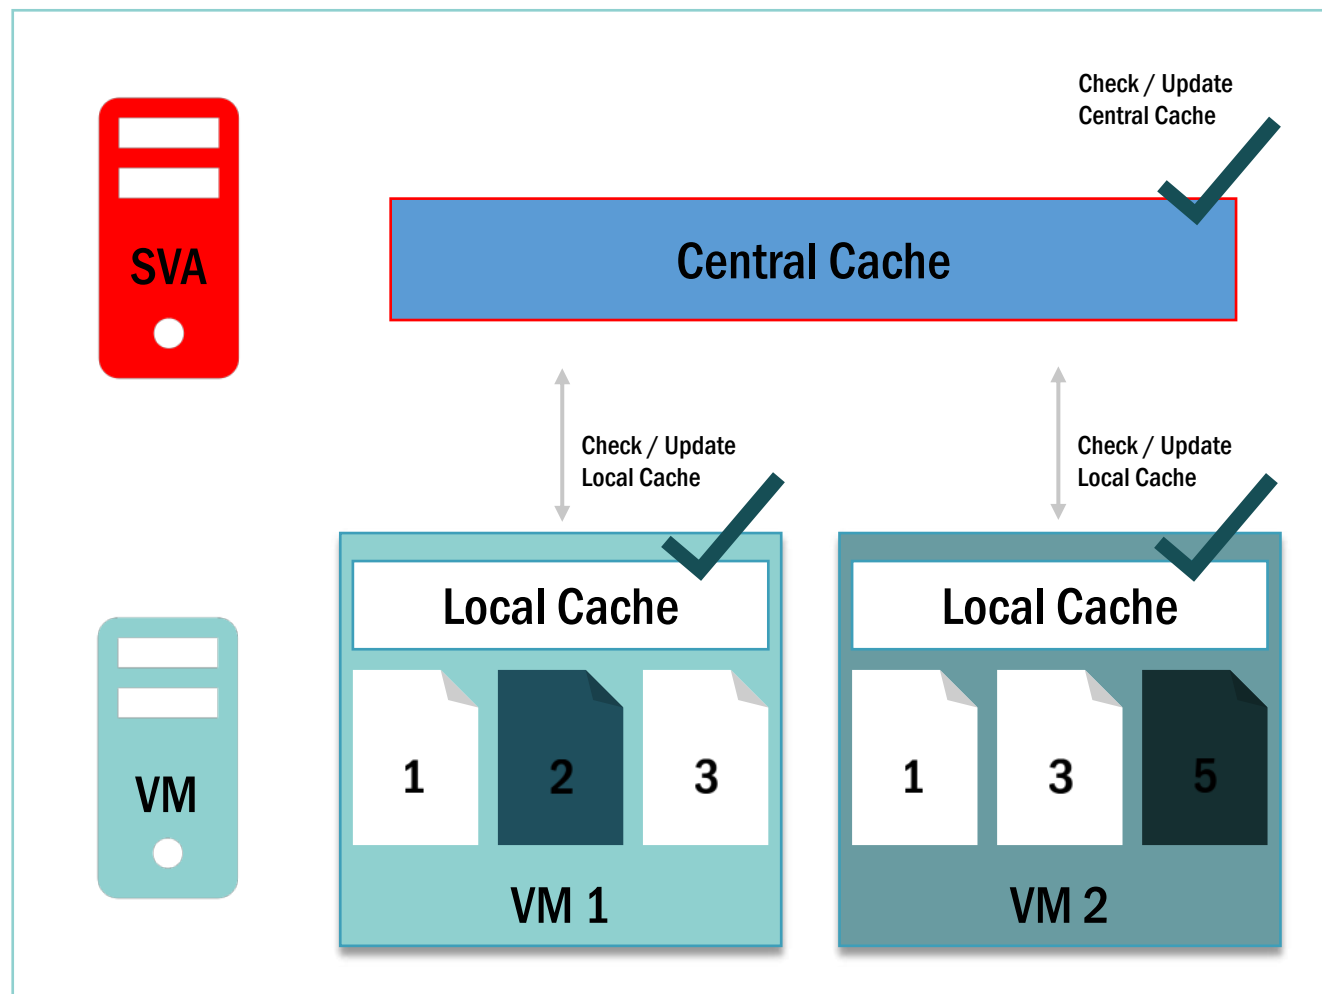 Check / Update
Central Cache
SVA
Central Cache
Check / Update
Local Cache
Check / Update
Local Cache
Local Cache
Local Cache
VM
1
2
3
1
3
5
VM 1
VM 2